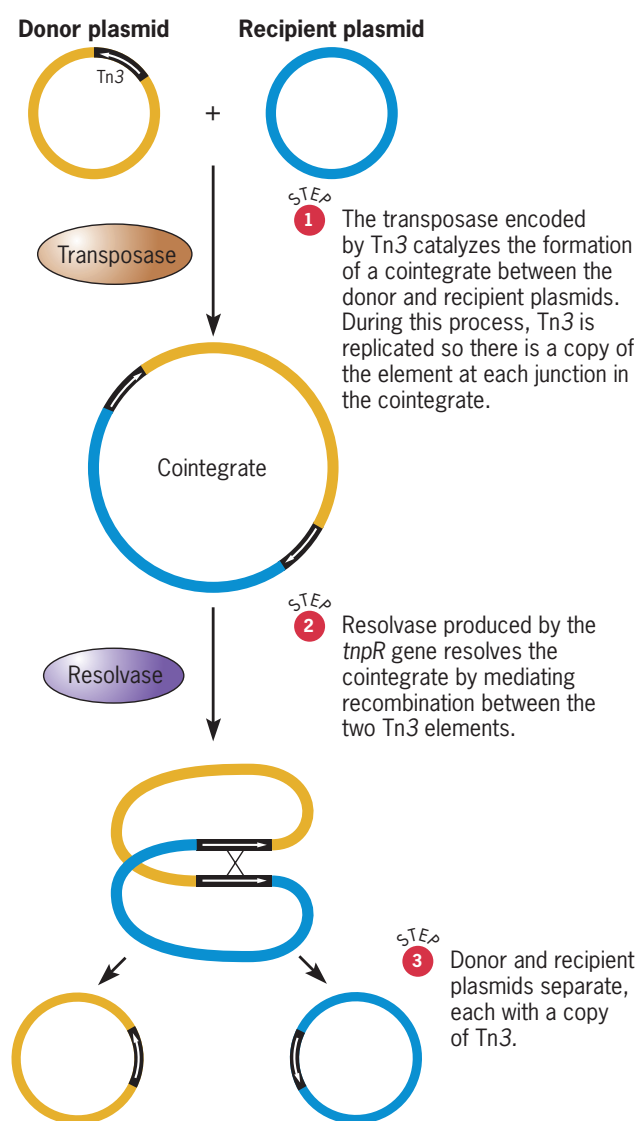 Donor plasmid
Recipient plasmid
Tn3
+
STEP
1
The transposase encoded
by Tn3 catalyzes the formation
of a cointegrate between the
donor and recipient plasmids.
During this process, Tn3 is
replicated so there is a copy of
the element at each junction in
the cointegrate.
Transposase
Cointegrate
STEP
2
Resolvase produced by the
tnpR gene resolves the
cointegrate by mediating
recombination between the
two Tn3 elements.
Resolvase
STEP
3
Donor and recipient
plasmids separate,
each with a copy
of Tn3.